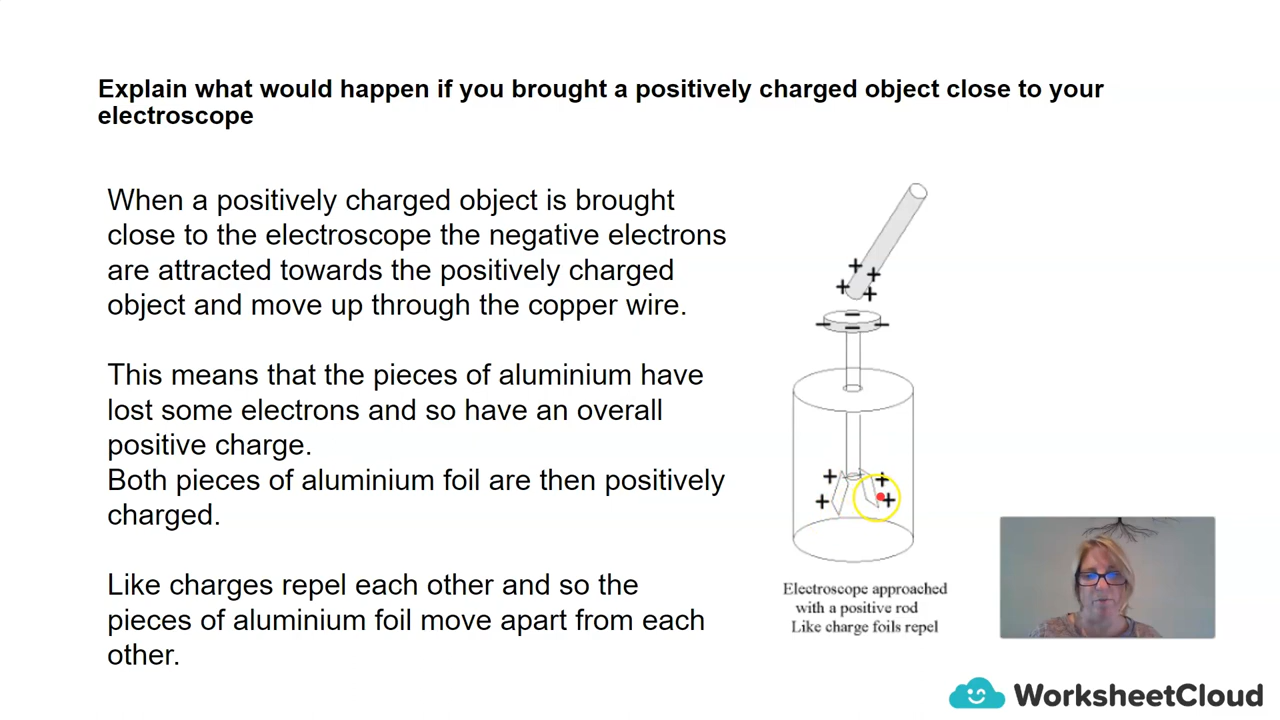 Explain what would happen if you brought a positively charged object close to your
electroscope
When a positively charged object is brought
close to the electroscope the negative electrons
are attracted towards the positively charged
object and move up through the copper wire.
This means that the pieces of aluminium have
lost some electrons and so have an overall
positive charge.
Both pieces of aluminium foil are then positively
charged.
Like charges repel each other and so the
pieces of aluminium foil move apart from each
other.
Electroscope approached
with a positive rod
Like charge foils repel
WorksheetCloud